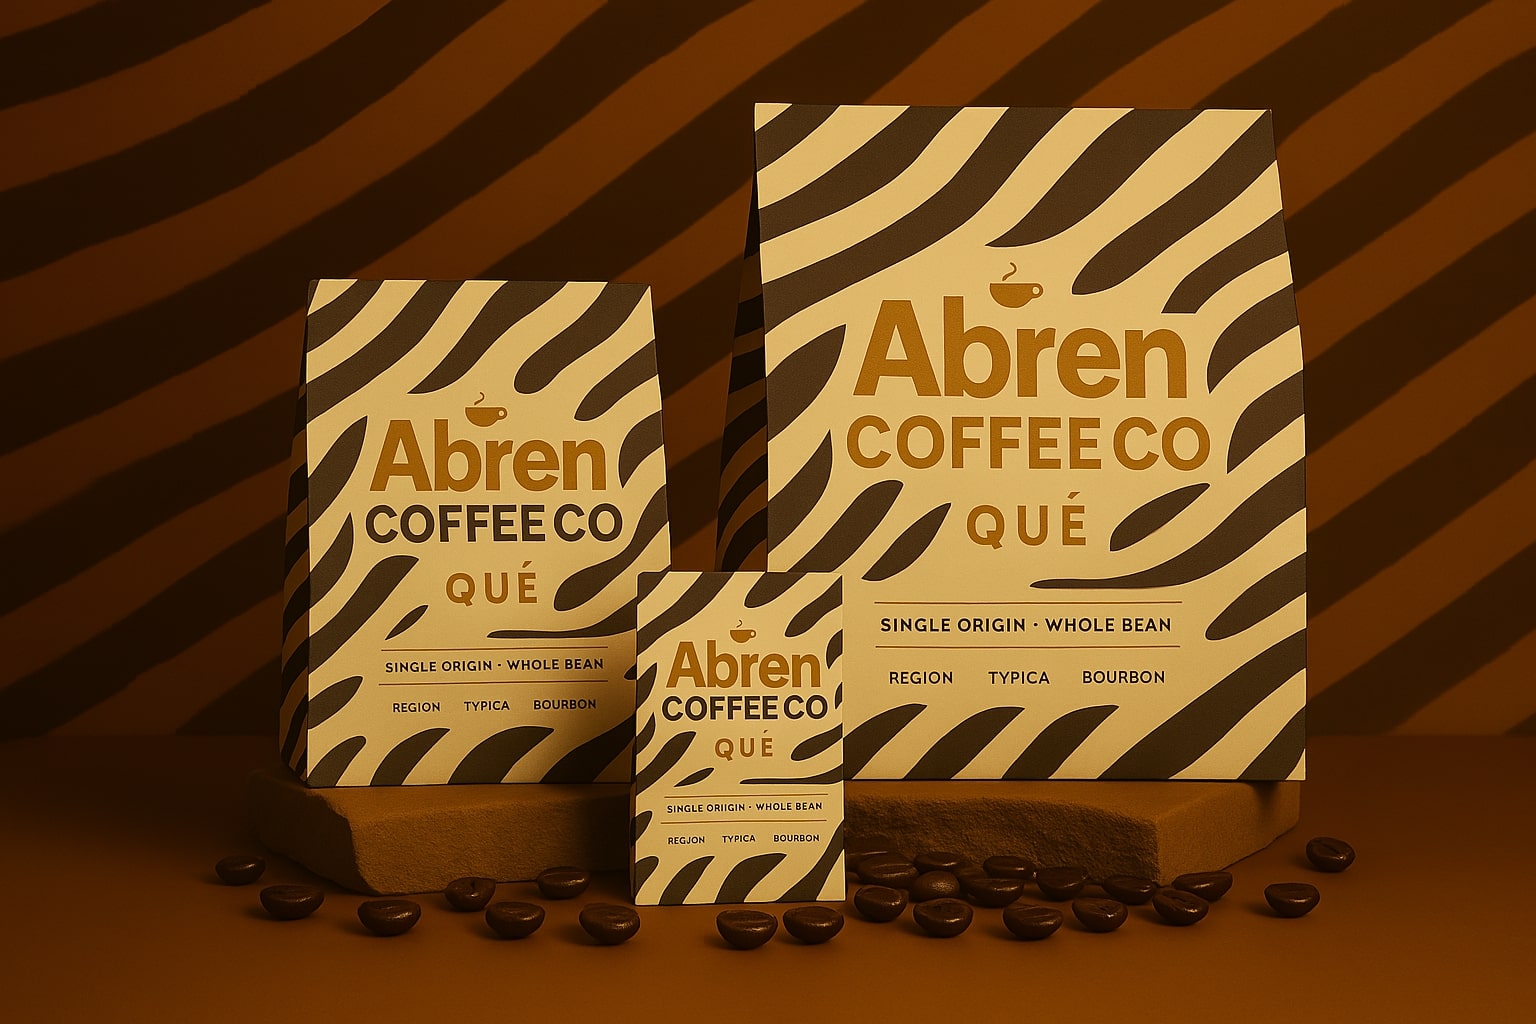 Abren
COFFEE CO
QUÉ
SINGLE ORIGIN · WHOLE BEAN
REGION TYPICA BOURBON
Abren
COFFEE CO
QUÉ
SINGLE ORIIGIN · WHOLE BEAN
REGJON TYPICA BOURBON
Abren
COFFEE CO
QUÉ
SINGLE ORIGIN · WHOLE BEAN
REGION TYPICA BOURBON